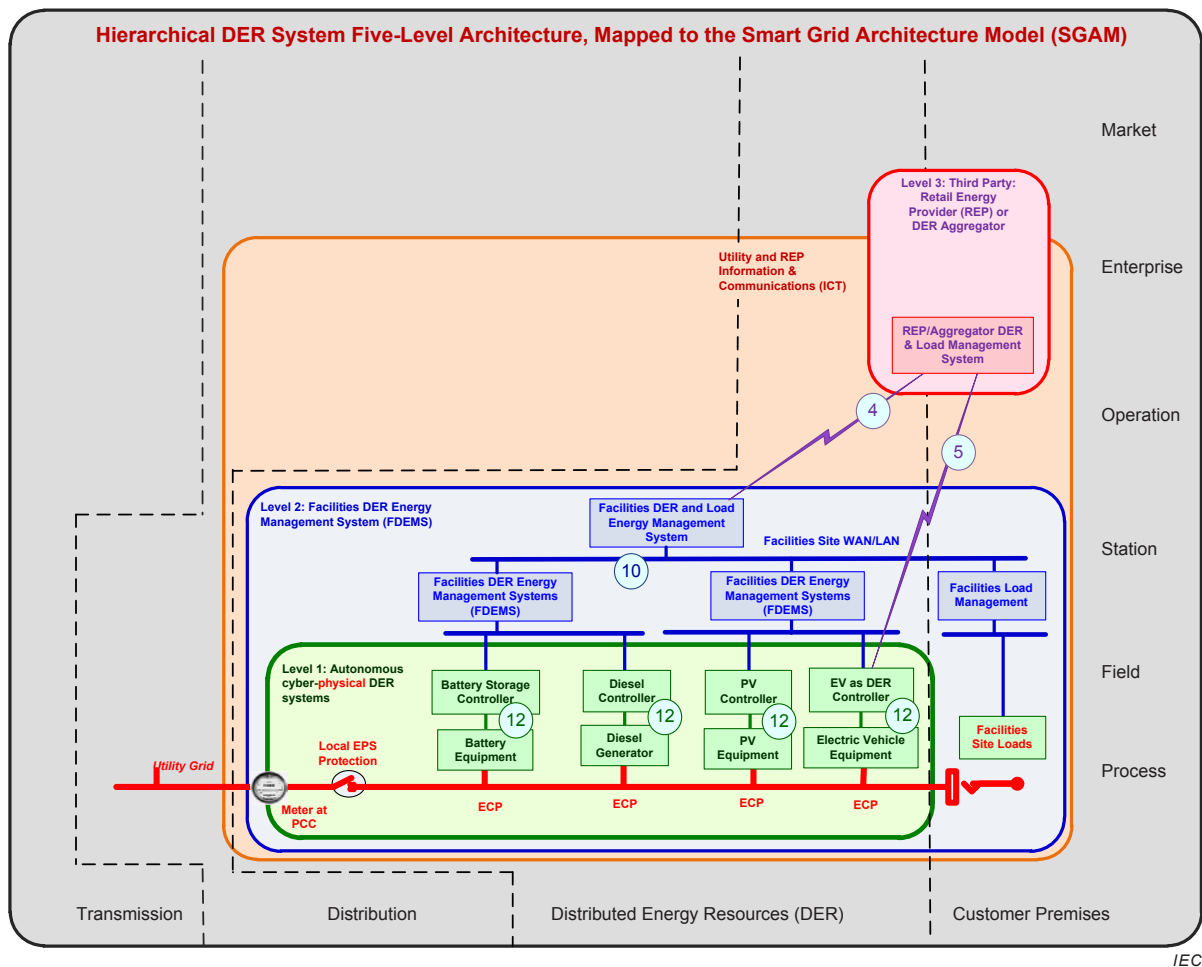 Hierarchical DER System Five-Level Architecture, Mapped to the Smart Grid Architecture Model (SGAM)
Market
Level 3: Third Party:
Retail Energy
Provider (REP) or
DER Aggregator
Utility and REP
Information &
Communications (ICT)
Enterprise
REP/Aggregator DER
& Load Management
System
4
Operation
5
Level 2: Facilities DER Energy
Management System (FDEMS)
Facilities DER and Load
Energy Management
System
Facilities Site WAN/LAN
Station
10
Facilities DER Energy
Management Systems
(FDEMS)
Facilities DER Energy
Management Systems
(FDEMS)
Facilities Load
Management
Level 1: Autonomous
cyber-physical DER
systems
Battery Storage
Controller
Diesel
Controller
PV
Controller
EV as DER
Controller
Field
12
12
12
12
Battery
Equipment
Diesel
Generator
PV
Equipment
Electric Vehicle
Equipment
Facilities
Site Loads
Local EPS
Protection
Utility Grid
Process
Meter at
PCC
ECP
ECP
ECP
ECP
Transmission
Distribution
Distributed Energy Resources (DER)
Customer Premises
IEC